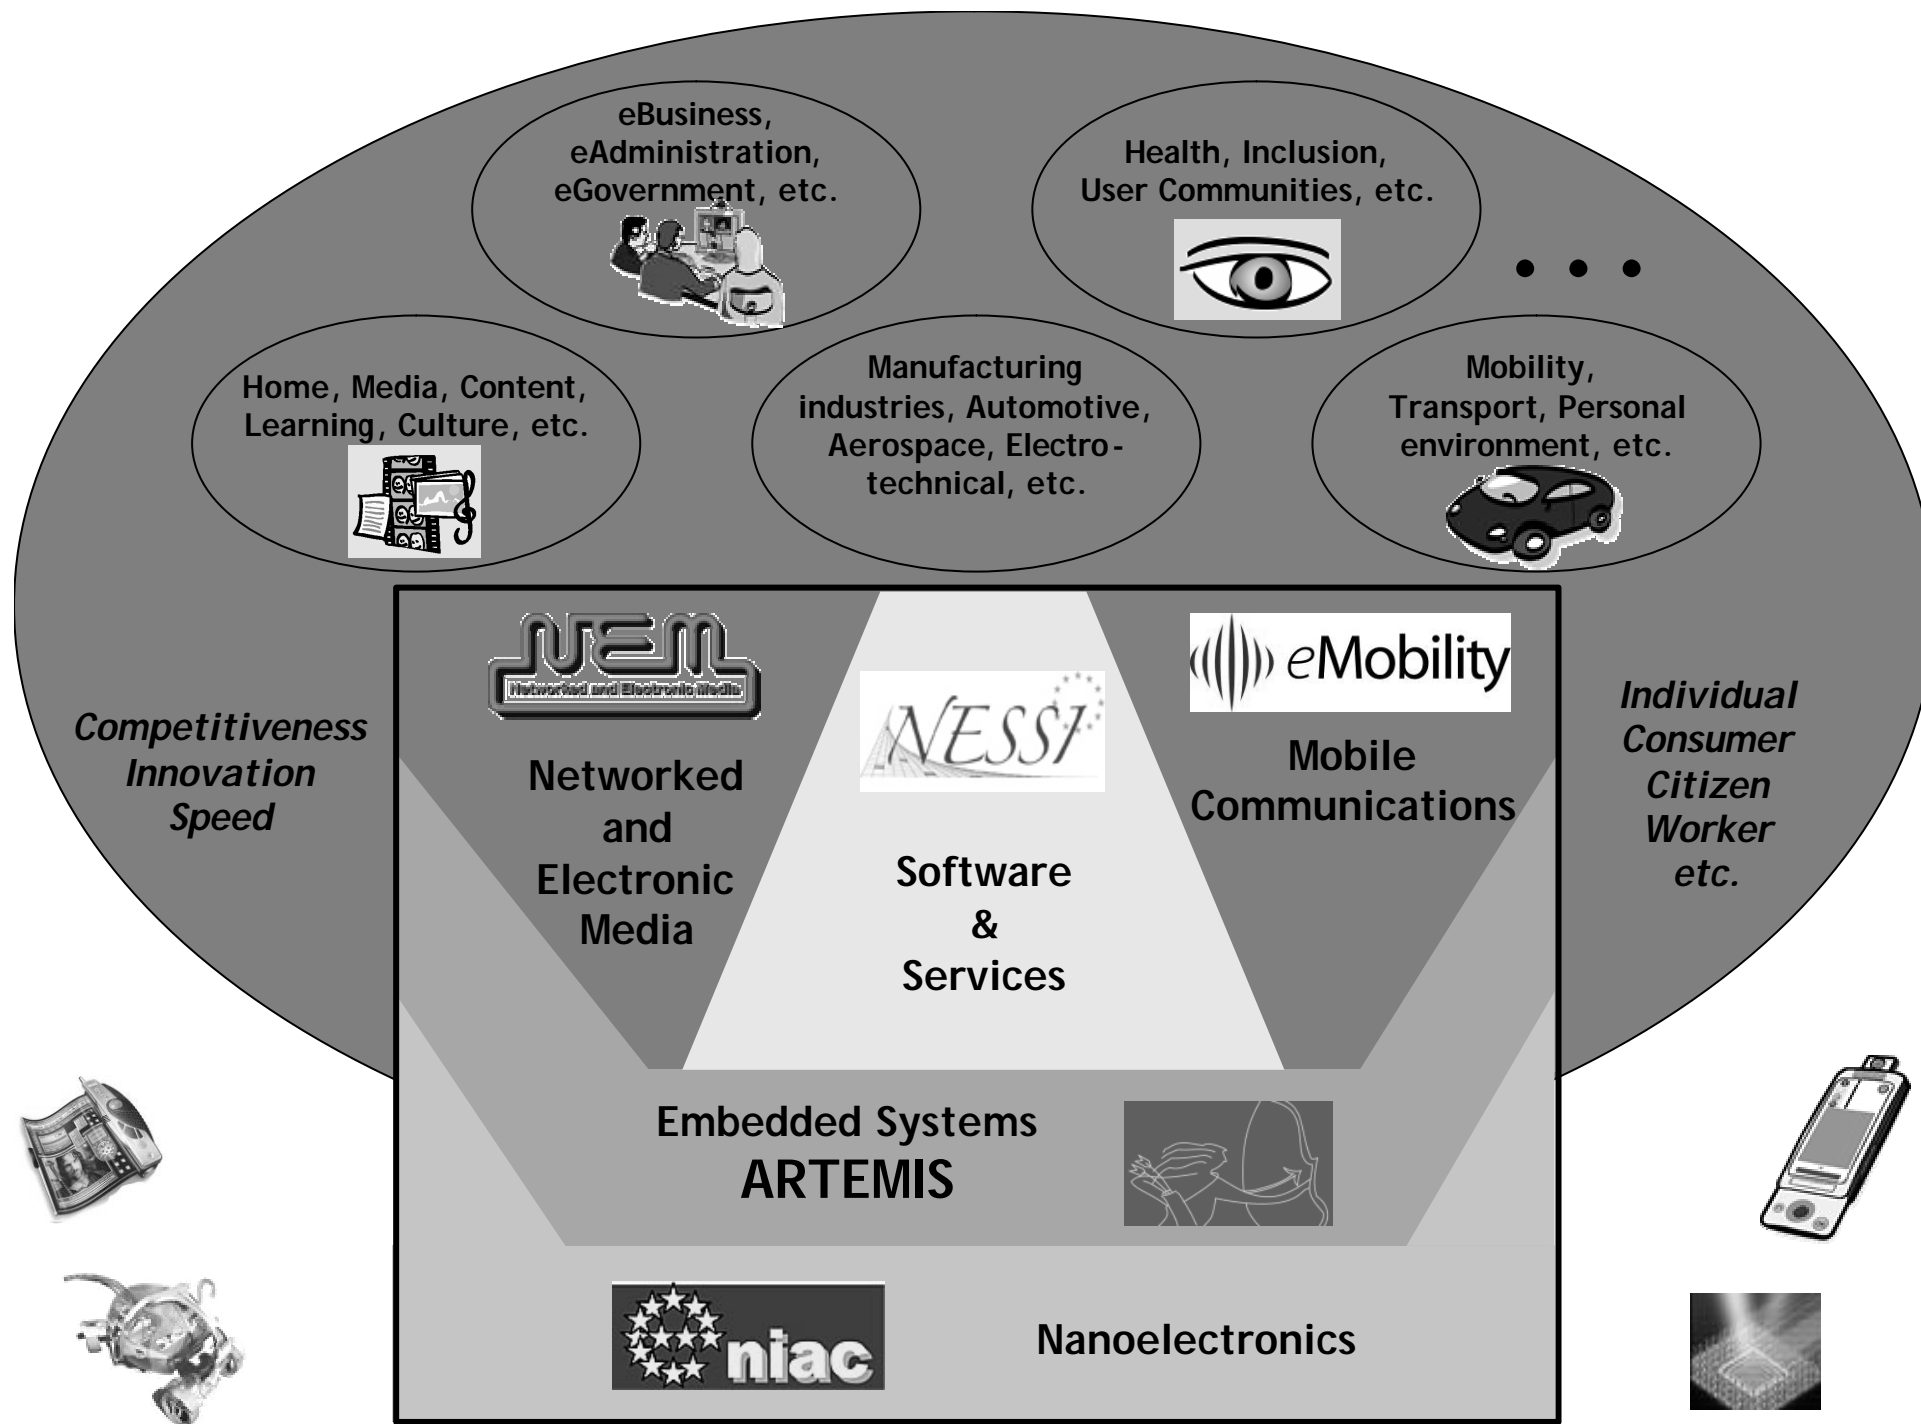 eBusiness,
eAdministration,
eGovernment, etc.
Health, Inclusion,
User Communities, etc.
• • •
Home, Media, Content,
Learning, Culture, etc.
Manufacturing
industries, Automotive,
Aerospace, Electro-
technical, etc.
Mobility,
Transport, Personal
environment, etc.
Competitiveness
Innovation
Speed
NEM
Networked and Electronic Media
Networked
and
Electronic
Media
NESSI
Software
&
Services
eMobility
Mobile
Communications
Individual
Consumer
Citizen
Worker
etc.
Embedded Systems
ARTEMIS
niac
Nanoelectronics